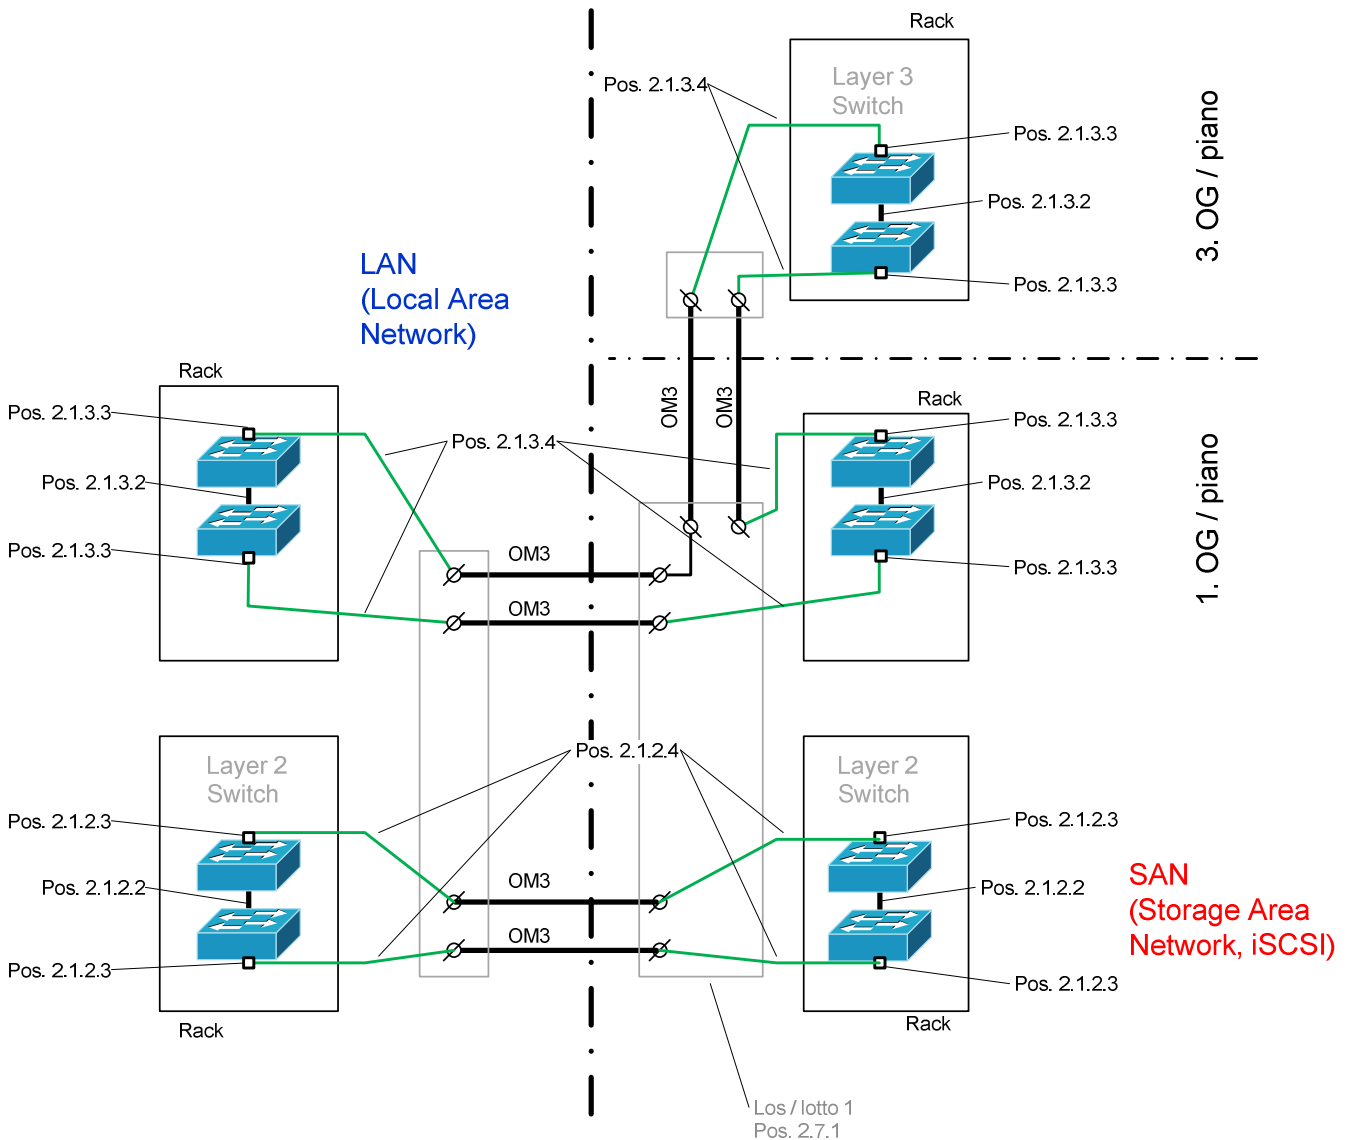 Rack
Layer 3
Switch
Pos. 2.1.3.4
Pos. 2.1.3.3
Pos. 2.1.3.2
Pos. 2.1.3.3
3. OG / piano
LAN
(Local Area
Network)
Rack
Pos. 2.1.3.3
Pos. 2.1.3.2
Pos. 2.1.3.3
Pos. 2.1.3.4
OM3
OM3
OM3
OM3
Rack
Pos. 2.1.3.3
Pos. 2.1.3.2
Pos. 2.1.3.3
1. OG / piano
Pos. 2.1.2.4
Layer 2
Switch
Pos. 2.1.2.3
Pos. 2.1.2.2
Pos. 2.1.2.3
Rack
OM3
OM3
Layer 2
Switch
Pos. 2.1.2.3
Pos. 2.1.2.2
Pos. 2.1.2.3
Rack
SAN
(Storage Area
Network, iSCSI)
Los / lotto 1
Pos. 2.7.1